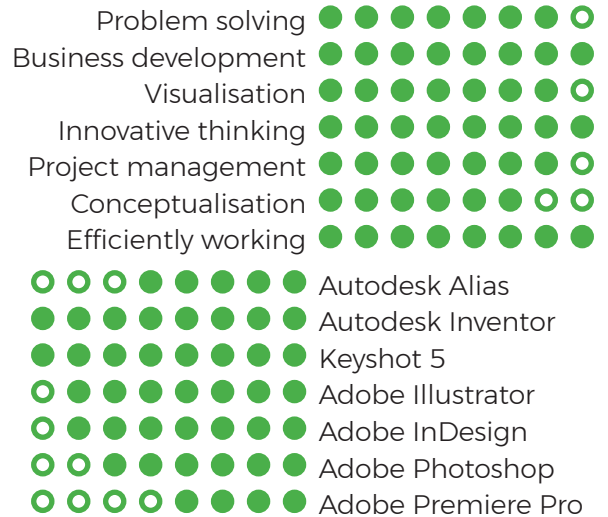 Problem solving
Business development
Visualisation
Innovative thinking
Project management
Conceptualisation
Efficiently working
Autodesk Alias
Autodesk Inventor
Keyshot 5
Adobe Illustrator
Adobe InDesign
Adobe Photoshop
Adobe Premiere Pro